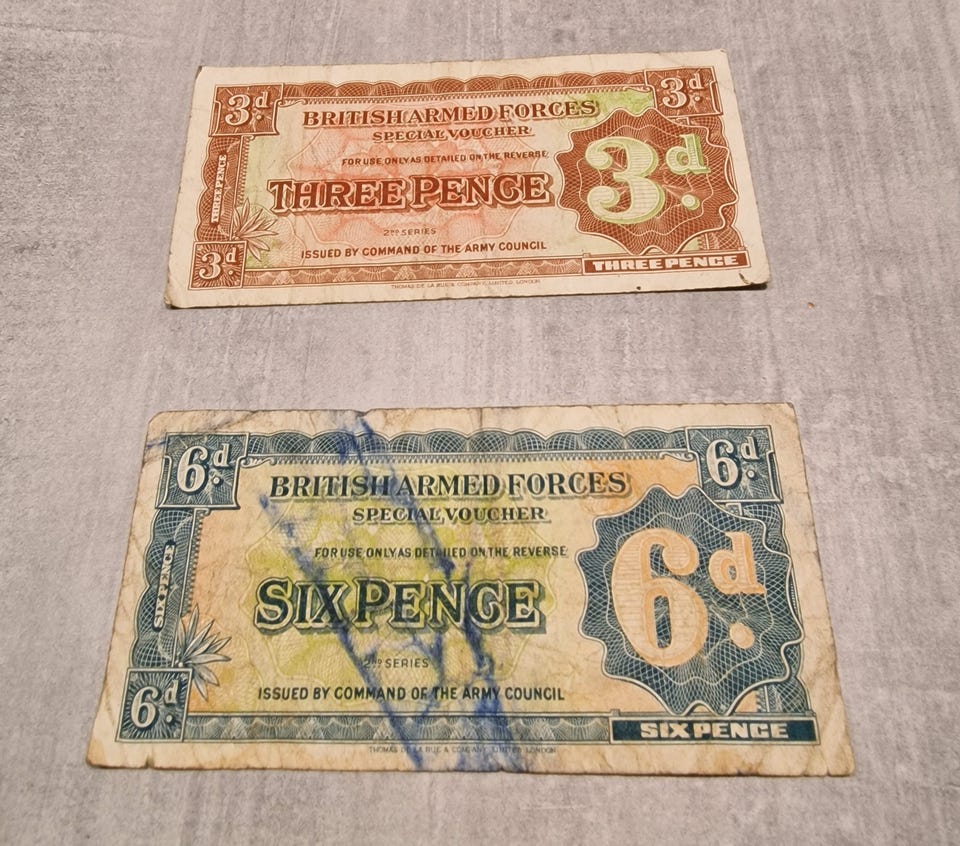 3d
3d
BRITISH ARMED FORCES
SPECIAL VOUCHER
FOR USE ONLY AS DETAILED ON THE REVERSE
3d
THREE PENCE
THREE PENCE
2ND SERIES
ISSUED BY COMMAND OF THE ARMY COUNCIL
3d
THREE PENCE
THOMAS DE LA RUE & COMPANY, LIMITED, LONDON
6d
6d
BRITISH ARMED FORCES
SPECIAL VOUCHER
FOR USE ONLY AS DETAILED ON THE REVERSE
6d
SIX PENCE
SIX PENCE
2ND SERIES
ISSUED BY COMMAND OF THE ARMY COUNCIL
6d
SIX PENCE
THOMAS DE LA RUE & COMPANY, LIMITED, LONDON